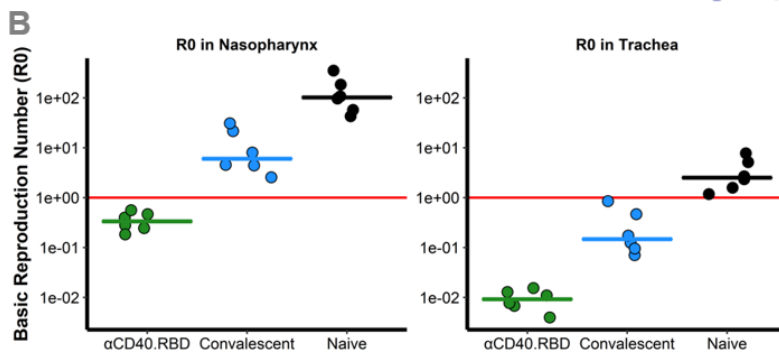 B
R0 in Nasopharynx
R0 in Trachea
Basic Reproduction Number (R0)
1e+02
1e+01
1e+00
1e-01
1e-02
1e+02
1e+01
1e+00
1e-01
1e-02
αCD40.RBD Convalescent Naive
αCD40.RBD Convalescent Naive